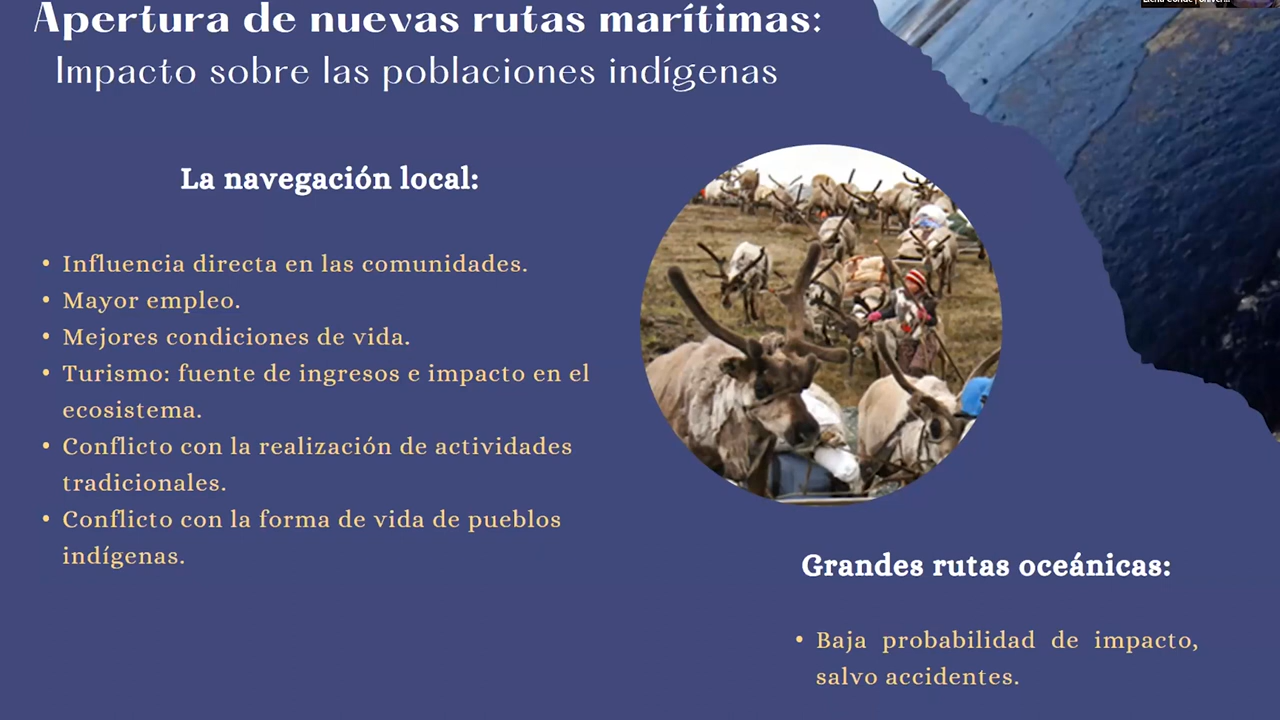 Apertura de nuevas rutas marítimas:
Impacto sobre las poblaciones indígenas
La navegación local:
• Influencia directa en las comunidades.
• Mayor empleo.
• Mejores condiciones de vida.
• Turismo: fuente de ingresos e impacto en el
ecosistema.
• Conflicto con la realización de actividades
tradicionales.
• Conflicto con la forma de vida de pueblos
indígenas.
Grandes rutas oceánicas:
• Baja probabilidad de impacto,
salvo accidentes.